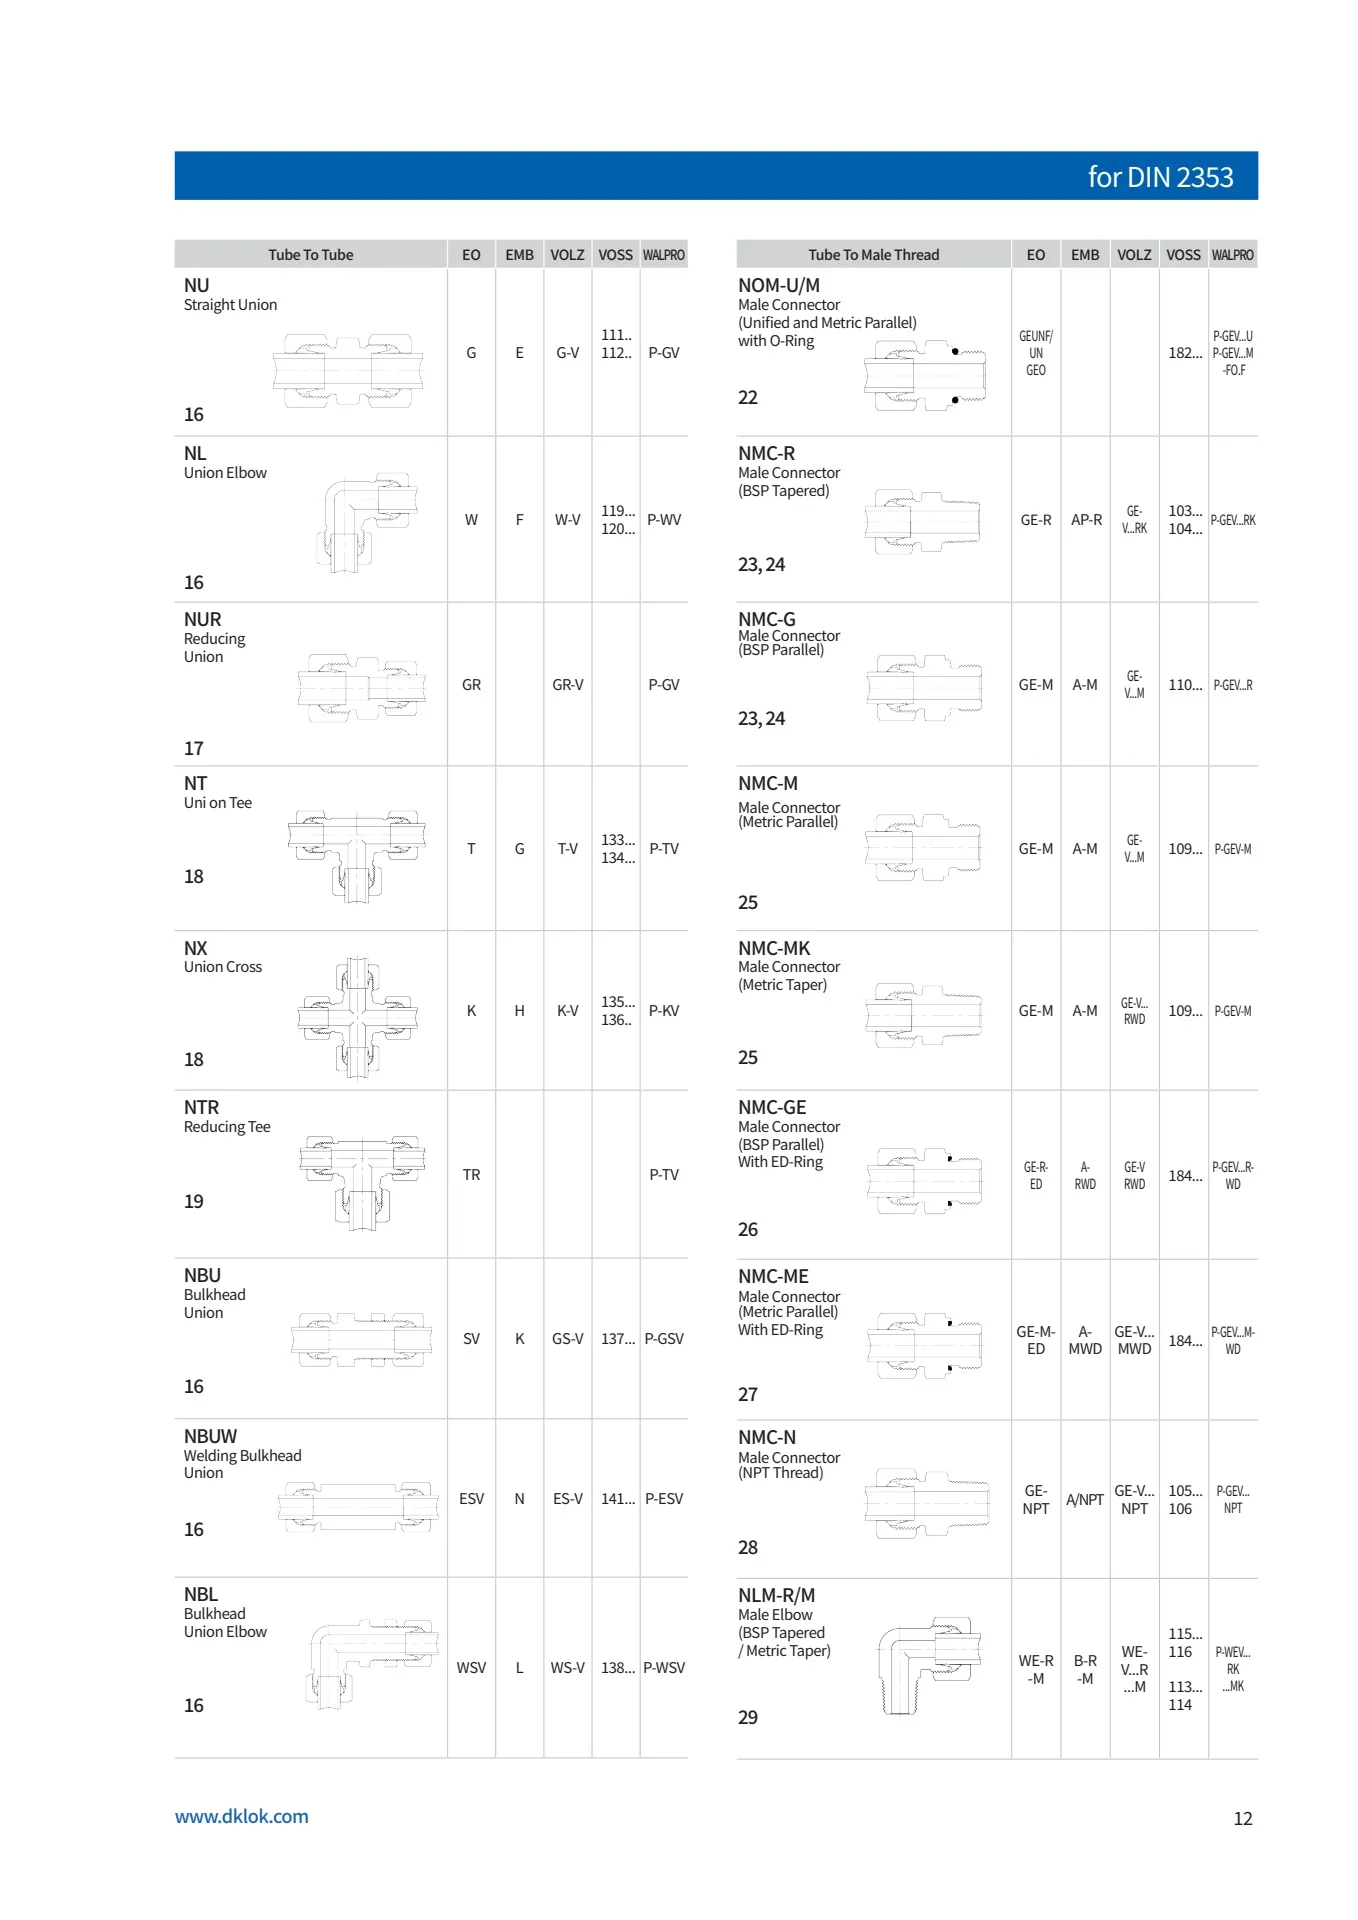 for DIN 2353
Tube To Tube EO EMB VOLZ VOSS WALPRO
NU
Straight Union
16
G E G-V 111.. 112.. P-GV
NL
Union Elbow
16
W F W-V 119... 120... P-WV
NUR
Reducing
Union
17
GR GR-V P-GV
NT
Uni on Tee
18
T G T-V 133... 134... P-TV
NX
Union Cross
18
K H K-V 135... 136.. P-KV
NTR
Reducing Tee
19
TR P-TV
NBU
Bulkhead
Union
16
SV K GS-V 137... P-GSV
NBUW
Welding Bulkhead
Union
16
ESV N ES-V 141... P-ESV
NBL
Bulkhead
Union Elbow
16
WSV L WS-V 138... P-WSV
Tube To Male Thread EO EMB VOLZ VOSS WALPRO
NOM-U/M
Male Connector
(Unified and Metric Parallel)
with O-Ring
22
GEUNF/
UN
GEO
182...
P-GEV...U
P-GEV...M
-FO.F
NMC-R
Male Connector
(BSP Tapered)
23, 24
GE-R
AP-R
GE-
V...RK
103...
104...
P-GEV...RK
NMC-G
Male Connector
(BSP Parallel)
23, 24
GE-M
A-M
GE-
V...M
110...
P-GEV...R
NMC-M
Male Connector
(Metric Parallel)
25
GE-M
A-M
GE-
V...M
109...
P-GEV-M
NMC-MK
Male Connector
(Metric Taper)
25
GE-M
A-M
GE-V...
RWD
109...
P-GEV-M
NMC-GE
Male Connector
(BSP Parallel)
With ED-Ring
26
GE-R-
ED
A-
RWD
GE-V
RWD
184...
P-GEV...R-
WD
NMC-ME
Male Connector
(Metric Parallel)
With ED-Ring
27
GE-M-
ED
A-
MWD
GE-V...
MWD
184...
P-GEV...M-
WD
NMC-N
Male Connector
(NPT Thread)
28
GE-
NPT
A/NPT
GE-V...
NPT
105...
106
P-GEV...
NPT
NLM-R/M
Male Elbow
(BSP Tapered
/ Metric Taper)
29
WE-R
-M
B-R
-M
WE-
V...R
...M
115...
116
113...
114
P-WEV...
RK
...MK
www.dklok.com
12